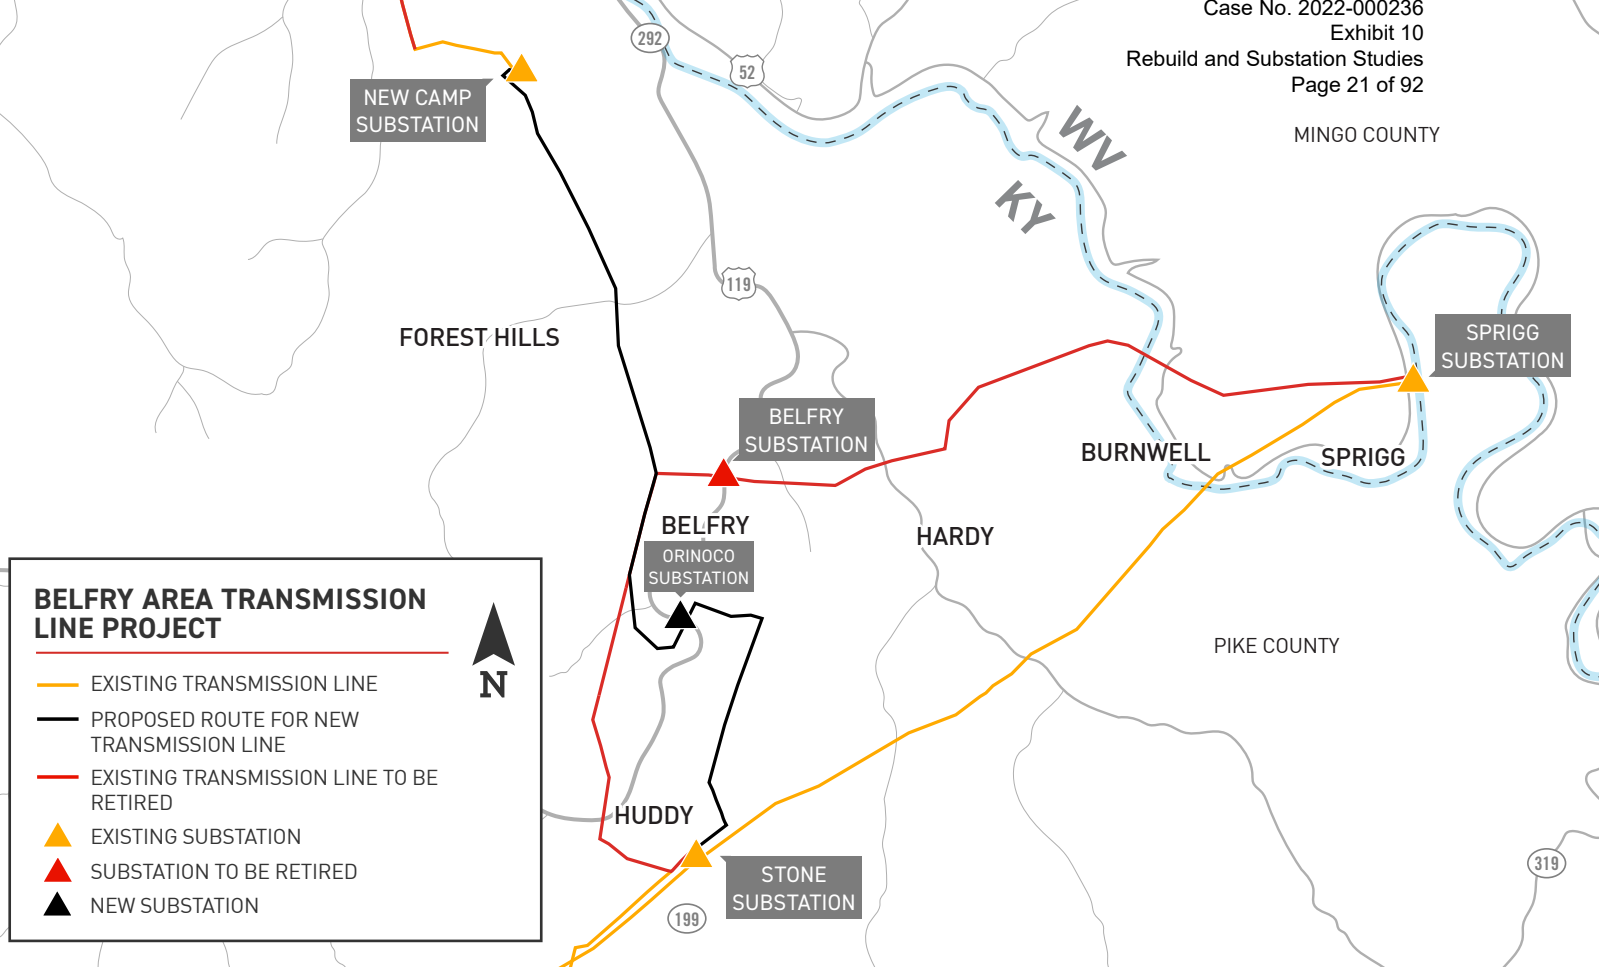 Case No. 2022-000236
Exhibit 10
Rebuild and Substation Studies
Page 21 of 92
292
52
NEW CAMP
SUBSTATION
MINGO COUNTY
WV
KY
119
FOREST HILLS
SPRIGG
SUBSTATION
BELFRY
SUBSTATION
BURNWELL
SPRIGG
BELFRY
HARDY
ORINOCO
SUBSTATION
PIKE COUNTY
BELFRY AREA TRANSMISSION
LINE PROJECT
N
EXISTING TRANSMISSION LINE
PROPOSED ROUTE FOR NEW
TRANSMISSION LINE
EXISTING TRANSMISSION LINE TO BE
RETIRED
EXISTING SUBSTATION
SUBSTATION TO BE RETIRED
NEW SUBSTATION
HUDDY
STONE
SUBSTATION
199
319